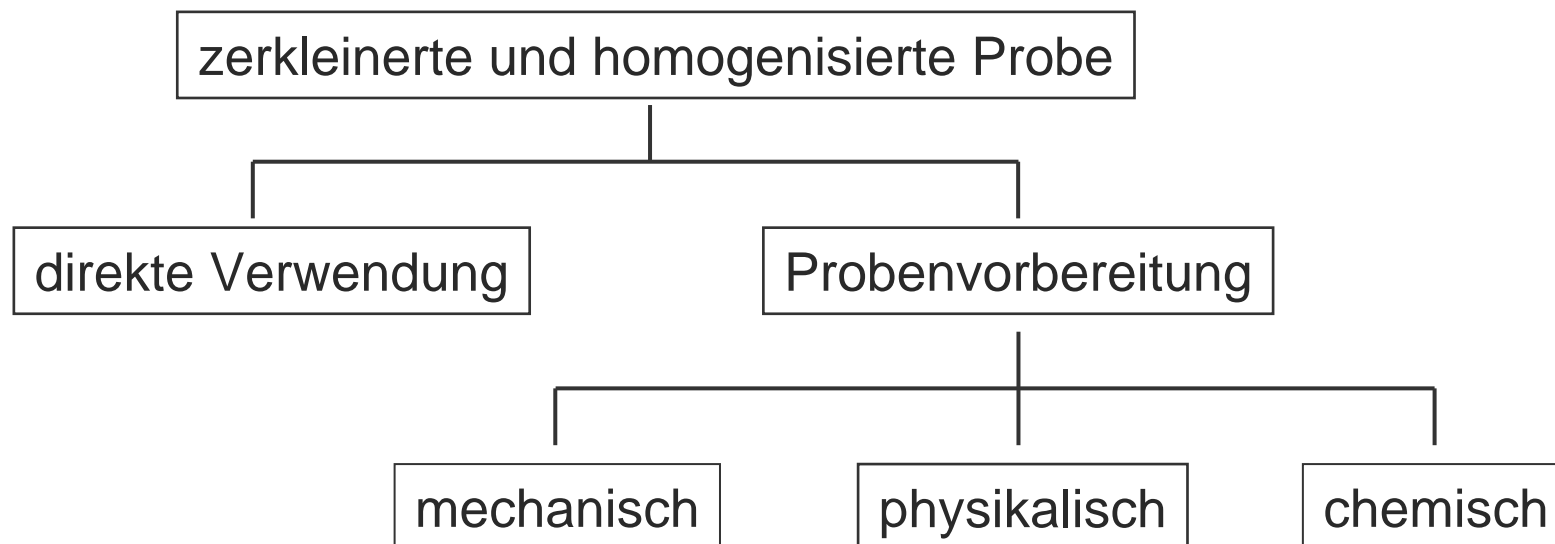 zerkleinerte und homogenisierte Probe
direkte Verwendung
Probenvorbereitung
mechanisch
physikalisch
chemisch